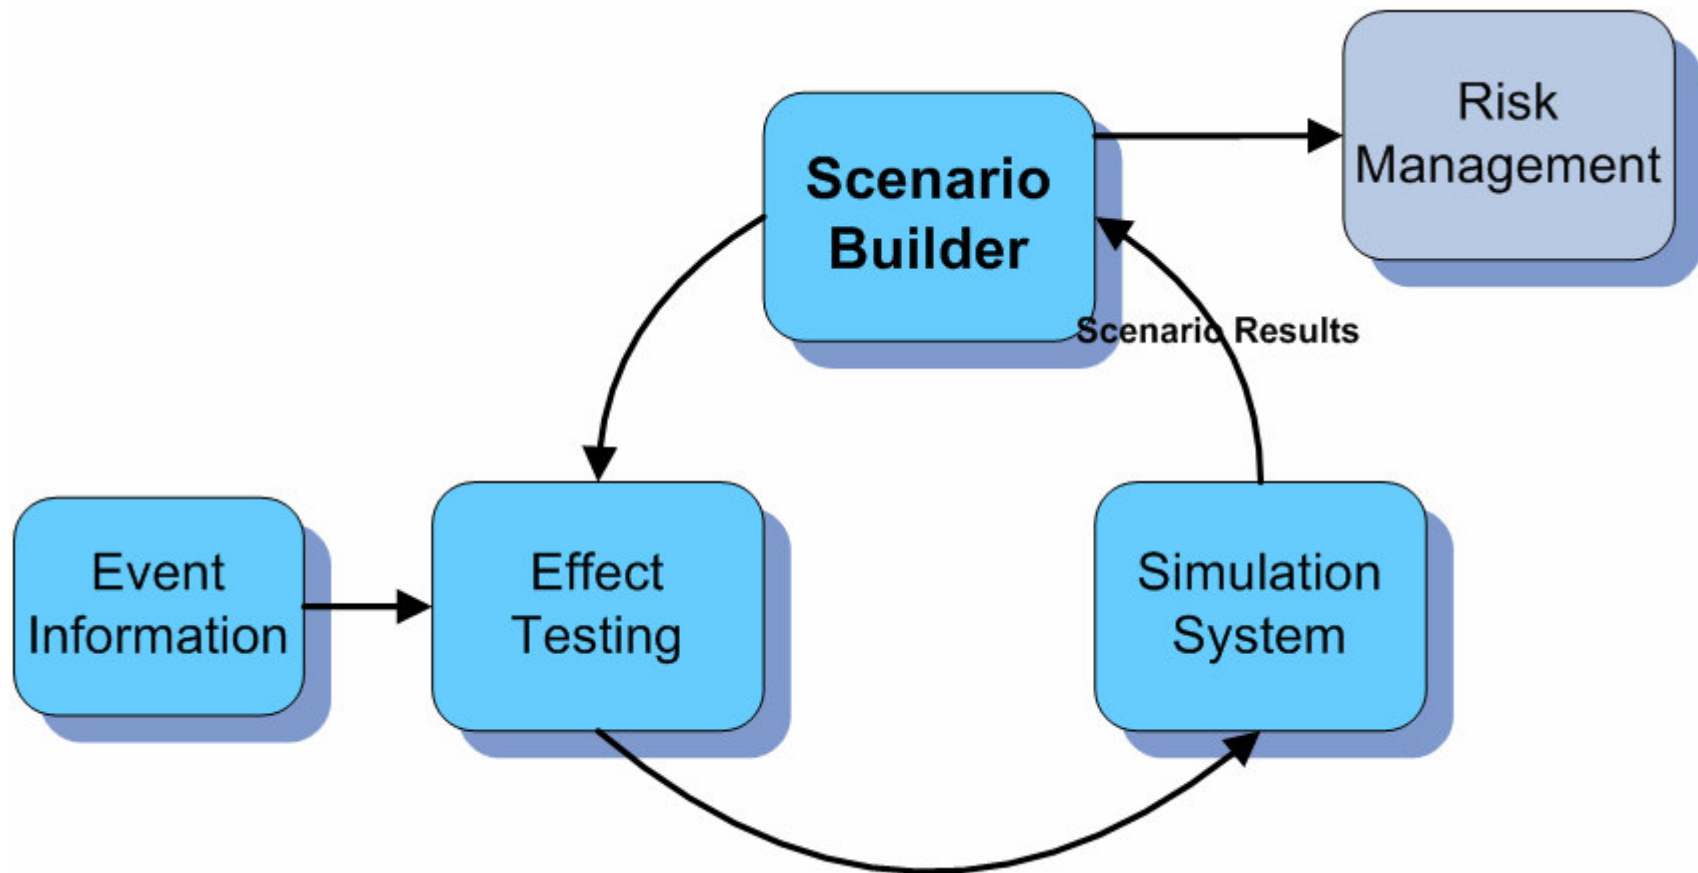 Risk
Management
Scenario
Builder
Scenario Results
Event
Information
Effect
Testing
Simulation
System